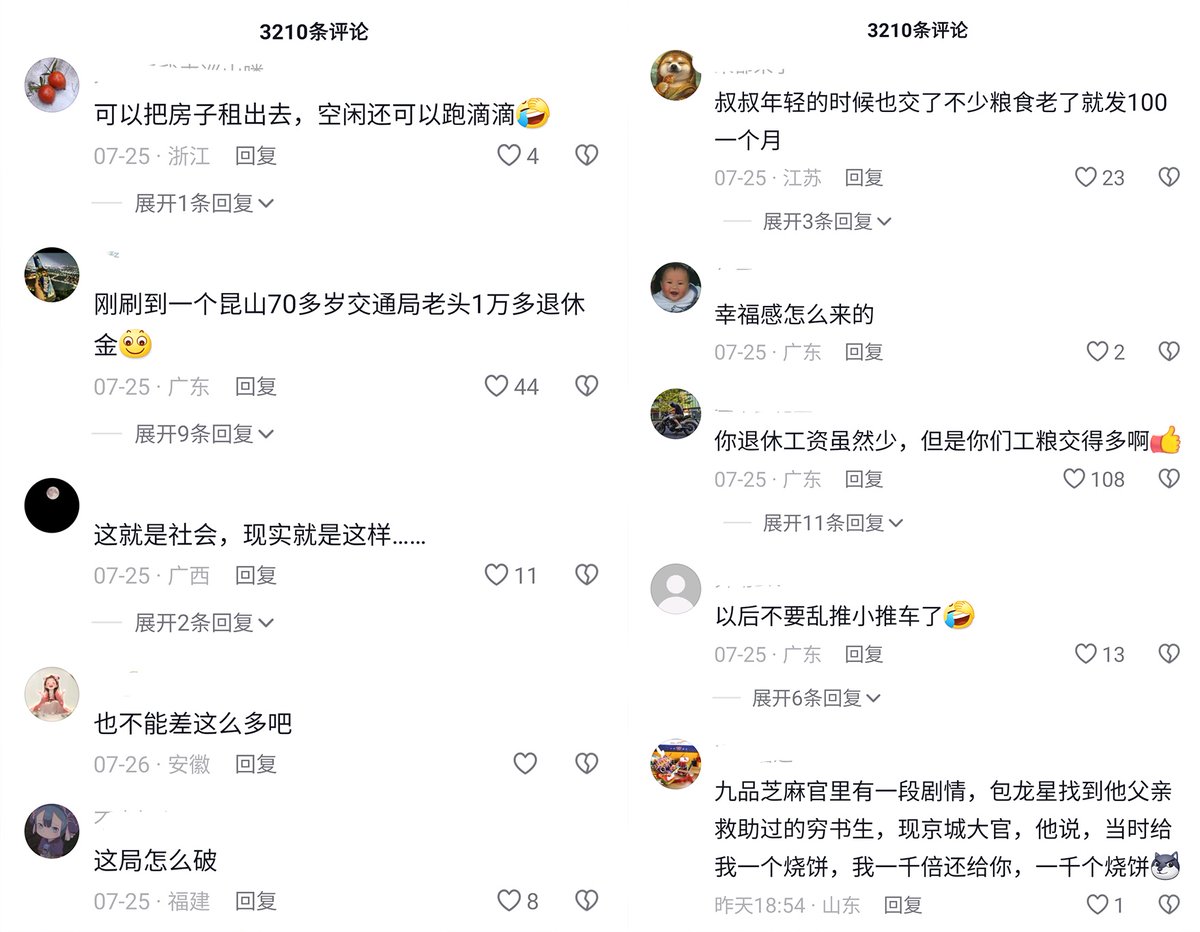 3210条评论
可以把房子租出去，空闲还可以跑滴滴🤣
07-25 · 浙江 回复
4
展开1条回复
刚刷到一个昆山70多岁交通局老头1万多退休
金
07-25 · 广东 回复
44
展开9条回复
这就是社会，现实就是这样……
07-25 · 广西 回复
11
展开2条回复
也不能差这么多吧
07-26 · 安徽 回复
这局怎么破
07-25 · 福建 回复
8
3210条评论
叔叔年轻的时候也交了不少粮食老了就发100
一个月
07-25 · 江苏 回复
23
展开3条回复
幸福感怎么来的
07-25 · 广东 回复
2
你退休工资虽然少，但是你们工粮交得多啊👍
07-25 · 广东 回复
108
展开11条回复
以后不要乱推小推车了🤣
07-25 · 广东 回复
13
展开6条回复
九品芝麻官里有一段剧情，包龙星找到他父亲
救助过的穷书生，现京城大官，他说，当时给
我一个烧饼，我一千倍还给你，一千个烧饼
昨天18:54 · 山东 回复
1